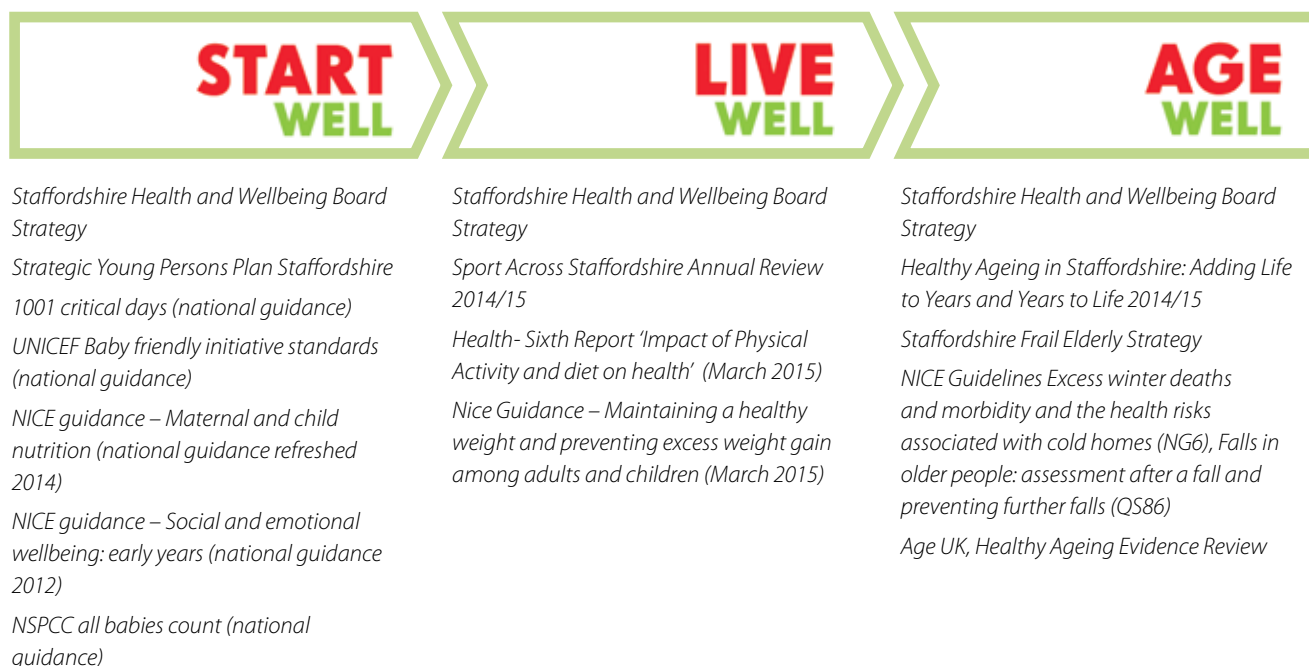 START
WELL
Staffordshire Health and Wellbeing Board
Strategy
Strategic Young Persons Plan Staffordshire
1001 critical days (national guidance)
UNICEF Baby friendly initiative standards
(national guidance)
NICE guidance – Maternal and child
nutrition (national guidance refreshed
2014)
NICE guidance – Social and emotional
wellbeing: early years (national guidance
2012)
NSPCC all babies count (national
guidance)
LIVE
WELL
Staffordshire Health and Wellbeing Board
Strategy
Sport Across Staffordshire Annual Review
2014/15
Health- Sixth Report ‘Impact of Physical
Activity and diet on health’ (March 2015)
Nice Guidance – Maintaining a healthy
weight and preventing excess weight gain
among adults and children (March 2015)
AGE
WELL
Staffordshire Health and Wellbeing Board
Strategy
Healthy Ageing in Staffordshire: Adding Life
to Years and Years to Life 2014/15
Staffordshire Frail Elderly Strategy
NICE Guidelines Excess winter deaths
and morbidity and the health risks
associated with cold homes (NG6), Falls in
older people: assessment after a fall and
preventing further falls (QS86)
Age UK, Healthy Ageing Evidence Review